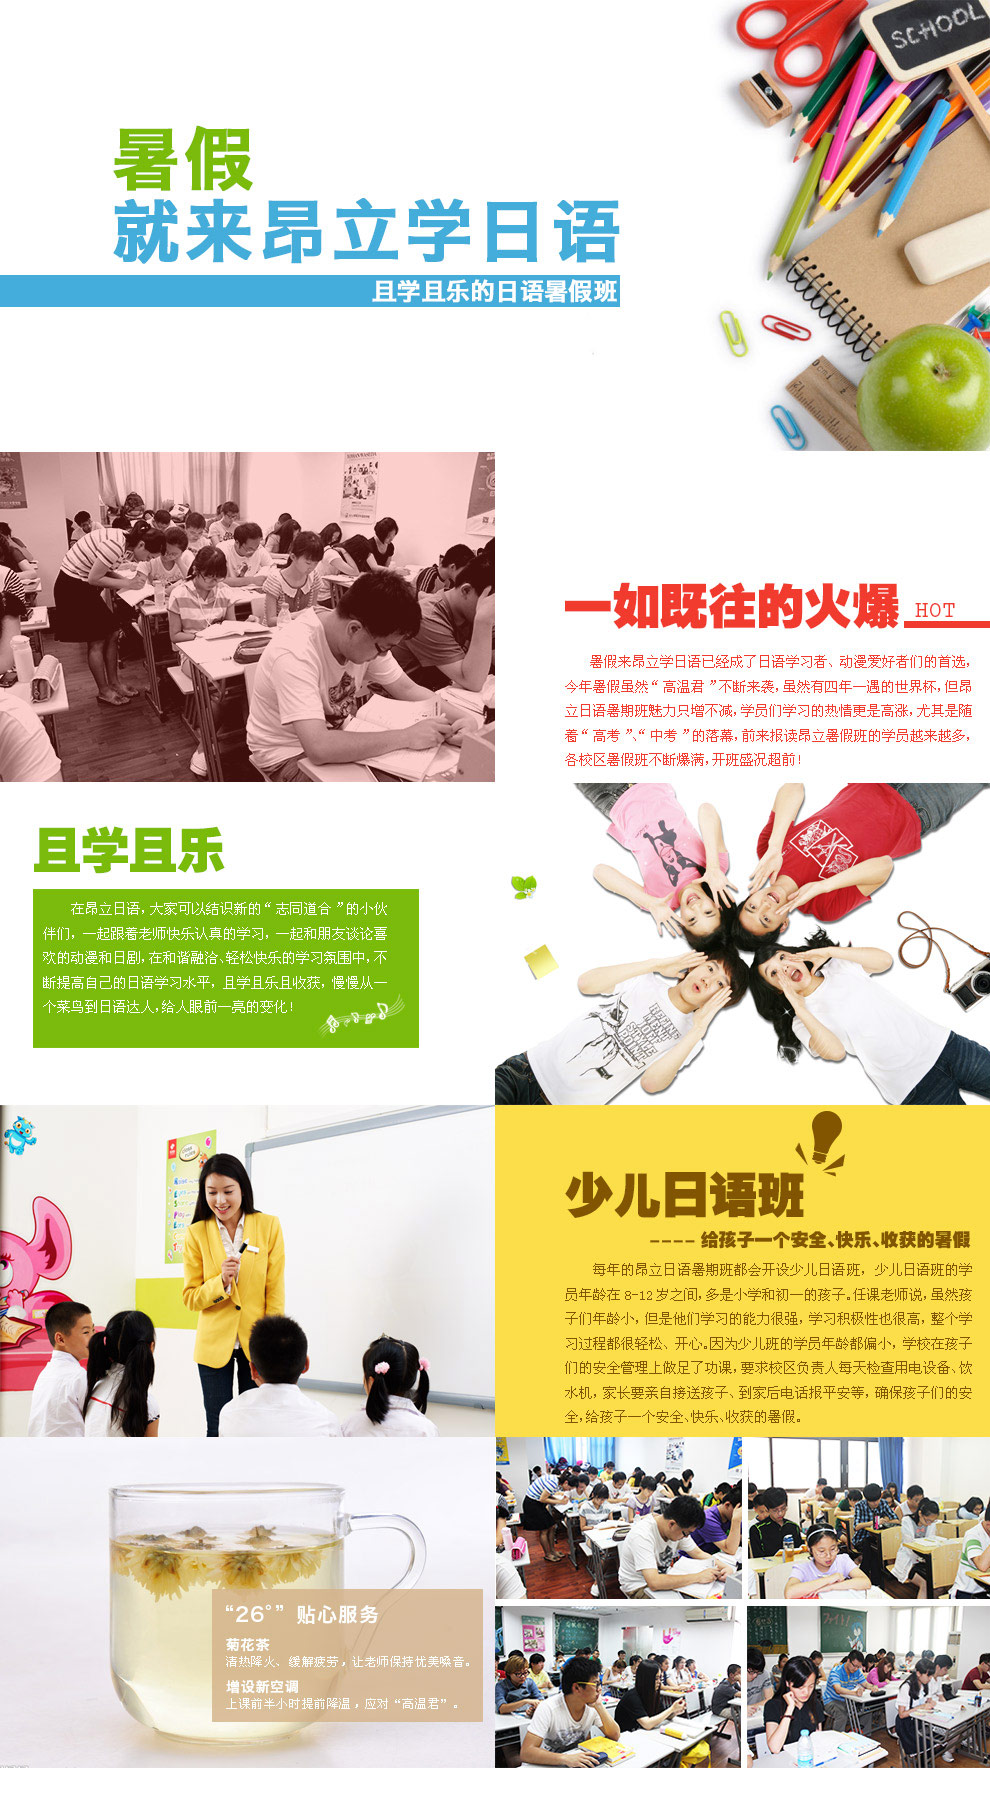 SCHOOL
暑假
就来昂立学日语
且学且乐的日语暑假班
一如既往的火爆 HOT
暑假来昂立学日语已经成了日语学习者、动漫爱好者们的首选,
今年暑假虽然“高温君”不断来袭,虽然有四年一遇的世界杯,但昂
立日语暑期班魅力只增不减,学员们学习的热情更是高涨,尤其是随
着“高考”、“中考”的落幕,前来报读昂立暑假班的学员越来越多,
各校区暑假班不断爆满,开班盛况超前!
且学且乐
在昂立日语,大家可以结识新的“志同道合”的小伙
伴们,一起跟着老师快乐认真的学习,一起和朋友谈论喜
欢的动漫和日剧,在和谐融洽、轻松快乐的学习氛围中,不
断提高自己的日语学习水平,且学且乐且收获,慢慢从一
个菜鸟到日语达人,给人眼前一亮的变化!
少儿日语班
---- 给孩子一个安全、快乐、收获的暑假
每年的昂立日语暑期班都会开设少儿日语班,少儿日语班的学
员年龄在8-12岁之间,多是小学和初一的孩子。任课老师说,虽然孩
子们年龄小,但是他们学习的能力很强,学习积极性也很高,整个学
习过程都很轻松、开心。因为少儿班的学员年龄都偏小,学校在孩子
们的安全管理上做足了功课,要求校区负责人每天检查用电设备、饮
水机,家长要亲自接送孩子、到家后电话报平安等,确保孩子们的安
全,给孩子一个安全、快乐、收获的暑假。
“26°”贴心服务
菊花茶
清热降火、缓解疲劳,让老师保持优美嗓音。
增设新空调
上课前半小时提前降温,应对“高温君”。